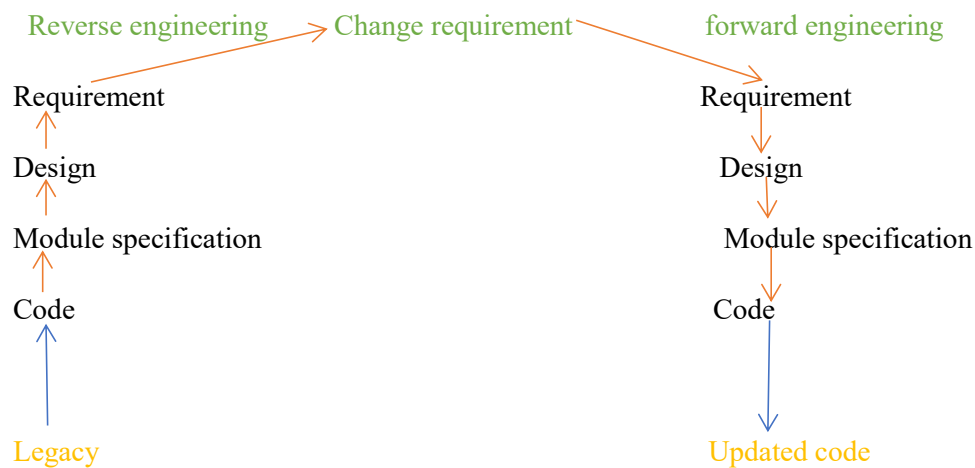 Reverse engineering Change requirement forward engineering
Requirement Requirement
Design Design
Module specification Module specification
Code Code
Legacy Updated code